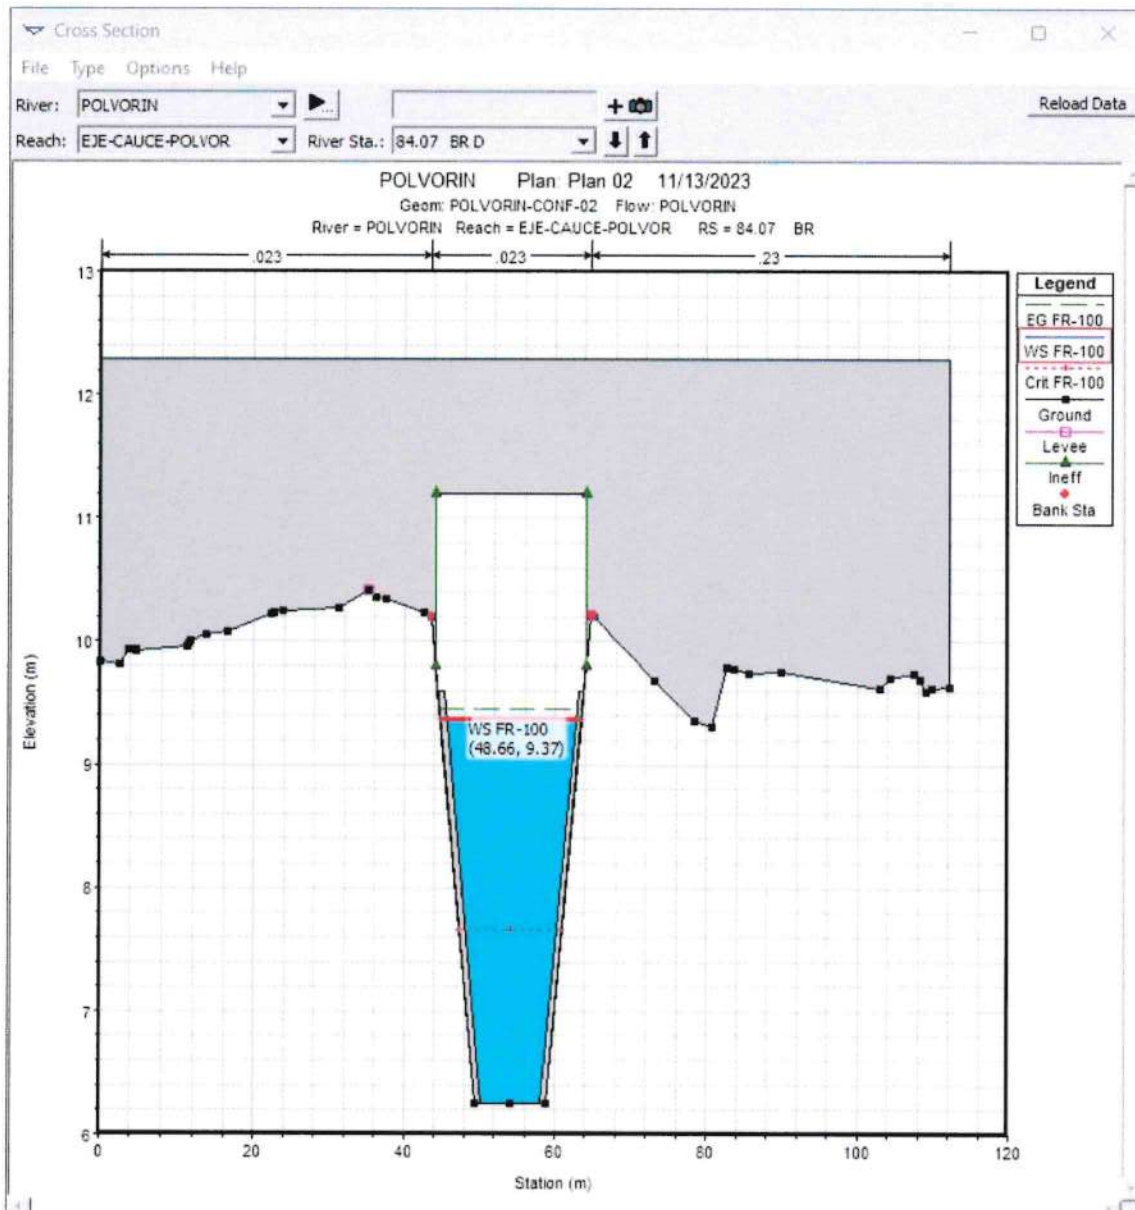 Cross Section
File Type Options Help
River: POLVORIN Reload Data
Reach: EJE-CAUCE-POLVOR River Sta.: 84.07 BR D
POLVORIN Plan: Plan 02 11/13/2023
Geom: POLVORIN-CONF-02 Flow: POLVORIN
River = POLVORIN Reach = EJE-CAUCE-POLVOR RS = 84.07 BR
.023 .023 .23
13
12
11
10
9
8
7
6
Elevation (m)
WS FR-100
(48.66, 9.37)
0 20 40 60 80 100 120
Station (m)
Legend
EG FR-100
WS FR-100
Crit FR-100
Ground
Levee
Ineff
Bank Sta